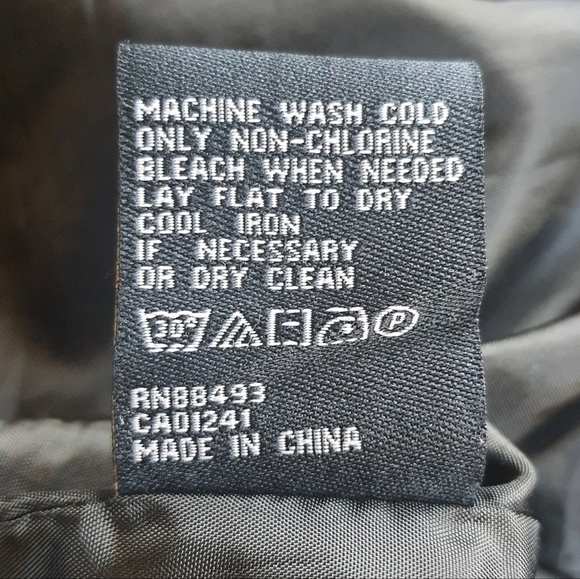 MACHINE WASH COLD
ONLY NON-CHLORINE
BLEACH WHEN NEEDED
LAY FLAT TO DRY
COOL IRON
IF NECESSARY
OR DRY CLEAN
30° P
RN88493
CA01241
MADE IN CHINA